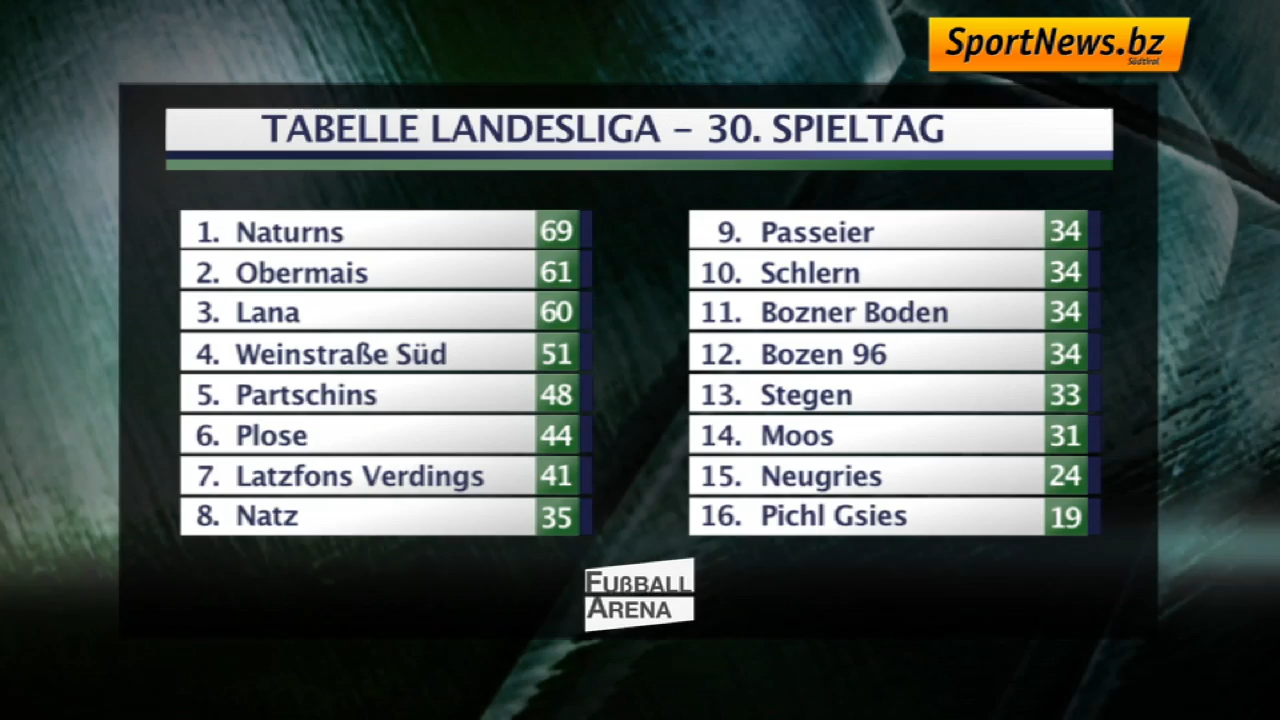 SportNews.bz
Südtirol
TABELLE LANDESLIGA – 30. SPIELTAG
1. Naturns 69
2. Obermais 61
3. Lana 60
4. Weinstraße Süd 51
5. Partschins 48
6. Plose 44
7. Latzfons Verdings 41
8. Natz 35
9. Passeier 34
10. Schlern 34
11. Bozner Boden 34
12. Bozen 96 34
13. Stegen 33
14. Moos 31
15. Neugries 24
16. Pichl Gsies 19
FUßBALL
ARENA